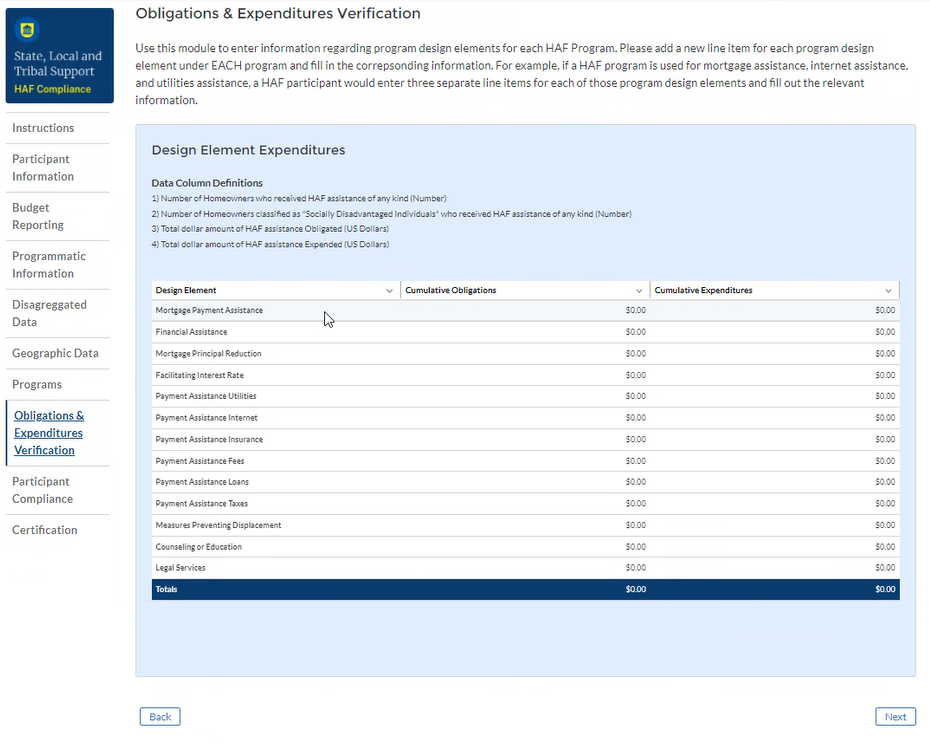 State, Local and
Tribal Support
HAF Compliance
Instructions
Participant
Information
Budget
Reporting
Programmatic
Information
Disagreggated
Data
Geographic Data
Programs
Obligations &
Expenditures
Verification
Participant
Compliance
Certification
Obligations & Expenditures Verification
Use this module to enter information regarding program design elements for each HAF Program. Please add a new line item for each program design
element under EACH program and fill in the correpsonding information. For example, if a HAF program is used for mortgage assistance, internet assistance,
and utilities assistance, a HAF participant would enter three separate line items for each of those program design elements and fill out the relevant
information.
Design Element Expenditures
Data Column Definitions
1) Number of Homeowners who received HAF assistance of any kind (Number)
2) Number of Homeowners classified as "Socially Disadvantaged Individuals" who received HAF assistance of any kind (Number)
3) Total dollar amount of HAF assistance Obligated (US Dollars)
4) Total dollar amount of HAF assistance Expended (US Dollars)
Design Element Cumulative Obligations Cumulative Expenditures
Mortgage Payment Assistance $0.00 $0.00
Financial Assistance $0.00 $0.00
Mortgage Principal Reduction $0.00 $0.00
Facilitating Interest Rate $0.00 $0.00
Payment Assistance Utilities $0.00 $0.00
Payment Assistance Internet $0.00 $0.00
Payment Assistance Insurance $0.00 $0.00
Payment Assistance Fees $0.00 $0.00
Payment Assistance Loans $0.00 $0.00
Payment Assistance Taxes $0.00 $0.00
Measures Preventing Displacement $0.00 $0.00
Counseling or Education $0.00 $0.00
Legal Services $0.00 $0.00
Totals $0.00 $0.00
Back Next